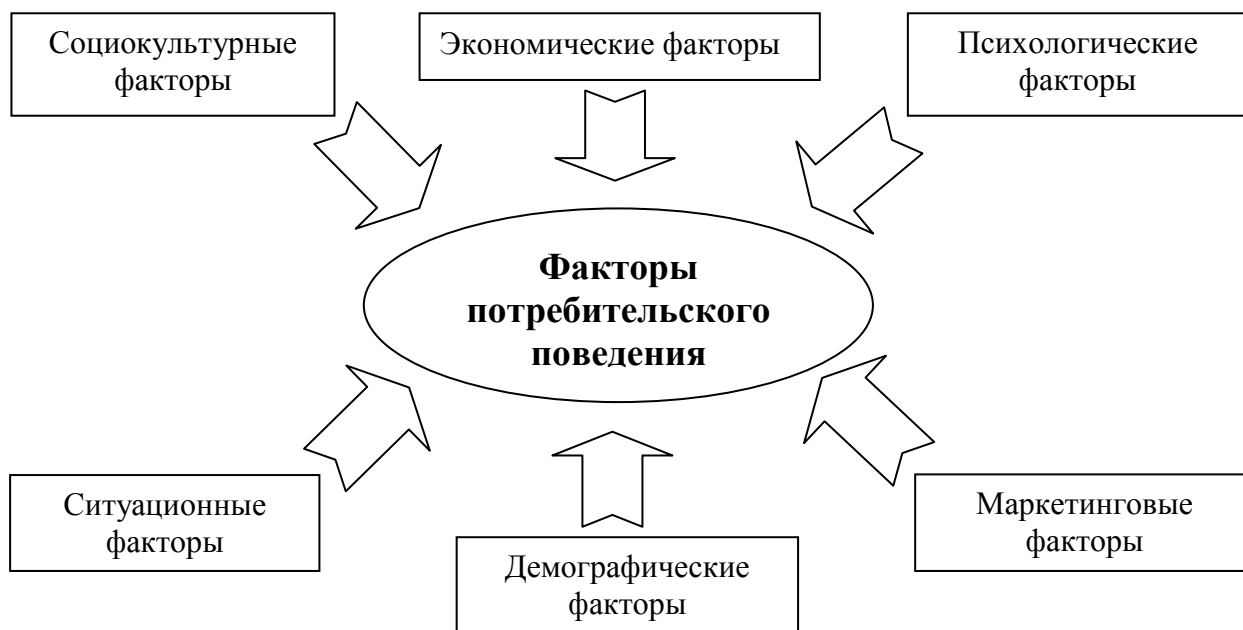 Социокультурные
факторы
Экономические факторы
Психологические
факторы
Факторы
потребительского
поведения
Ситуационные
факторы
Демографические
факторы
Маркетинговые
факторы